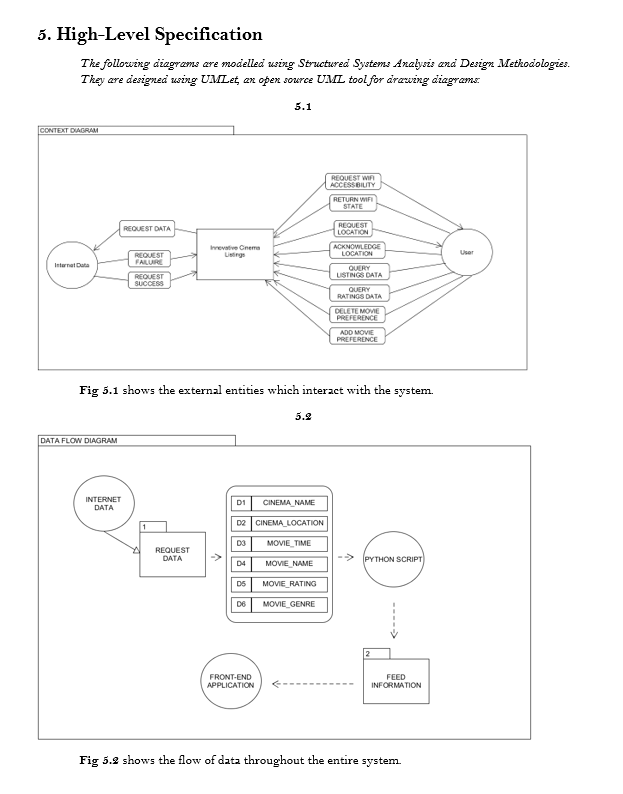 5. High-Level Specification
The following diagrams are modelled using Structured Systems Analysis and Design Methodologies.
They are designed using UMLet, an open source UML tool for drawing diagrams:
5.1
CONTEXT DIAGRAM
REQUEST WIFI
ACCESSIBILITY
RETURN WIFI
STATE
REQUEST DATA
REQUEST
LOCATION
Internet Data
REQUEST
FAILURE
Innovative Cinema
Listings
ACKNOWLEDGE
LOCATION
User
REQUEST
SUCCESS
QUERY
LISTINGS DATA
QUERY
RATINGS DATA
DELETE MOVIE
PREFERENCE
ADD MOVIE
PREFERENCE
Fig 5.1 shows the external entities which interact with the system.
5.2
DATA FLOW DIAGRAM
INTERNET
DATA
1
REQUEST
DATA
D1 CINEMA_NAME
D2 CINEMA_LOCATION
D3 MOVIE_TIME
D4 MOVIE_NAME
D5 MOVIE_RATING
D6 MOVIE_GENRE
PYTHON SCRIPT
2
FEED
INFORMATION
FRONT-END
APPLICATION
Fig 5.2 shows the flow of data throughout the entire system.